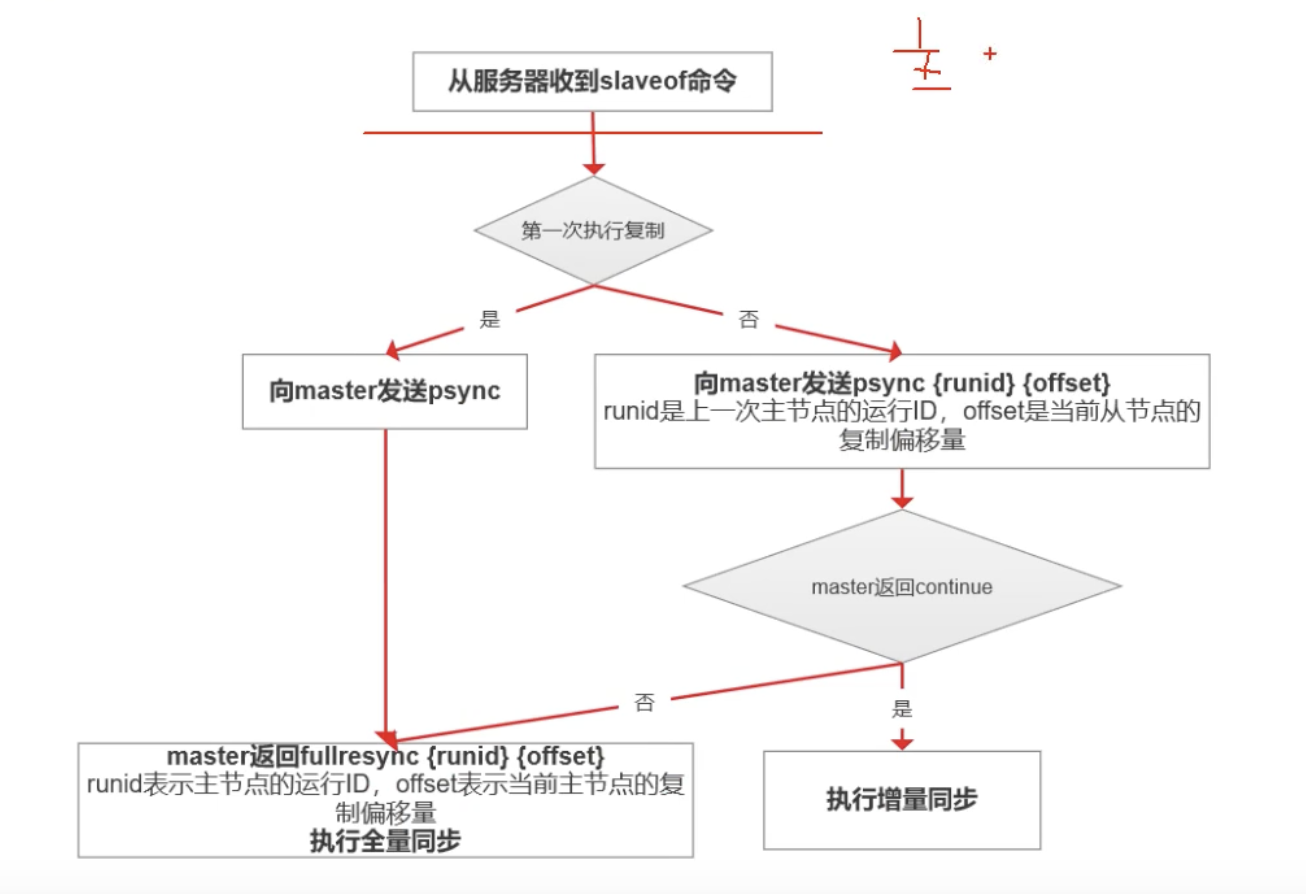 从服务器收到slaveof命令
第一次执行复制
是
否
向master发送psync
向master发送psync {runid} {offset}
runid是上一次主节点的运行ID，offset是当前从节点的
复制偏移量
master返回continue
否
是
master返回fullresync {runid} {offset}
runid表示主节点的运行ID，offset表示当前主节点的复
制偏移量
执行全量同步
执行增量同步